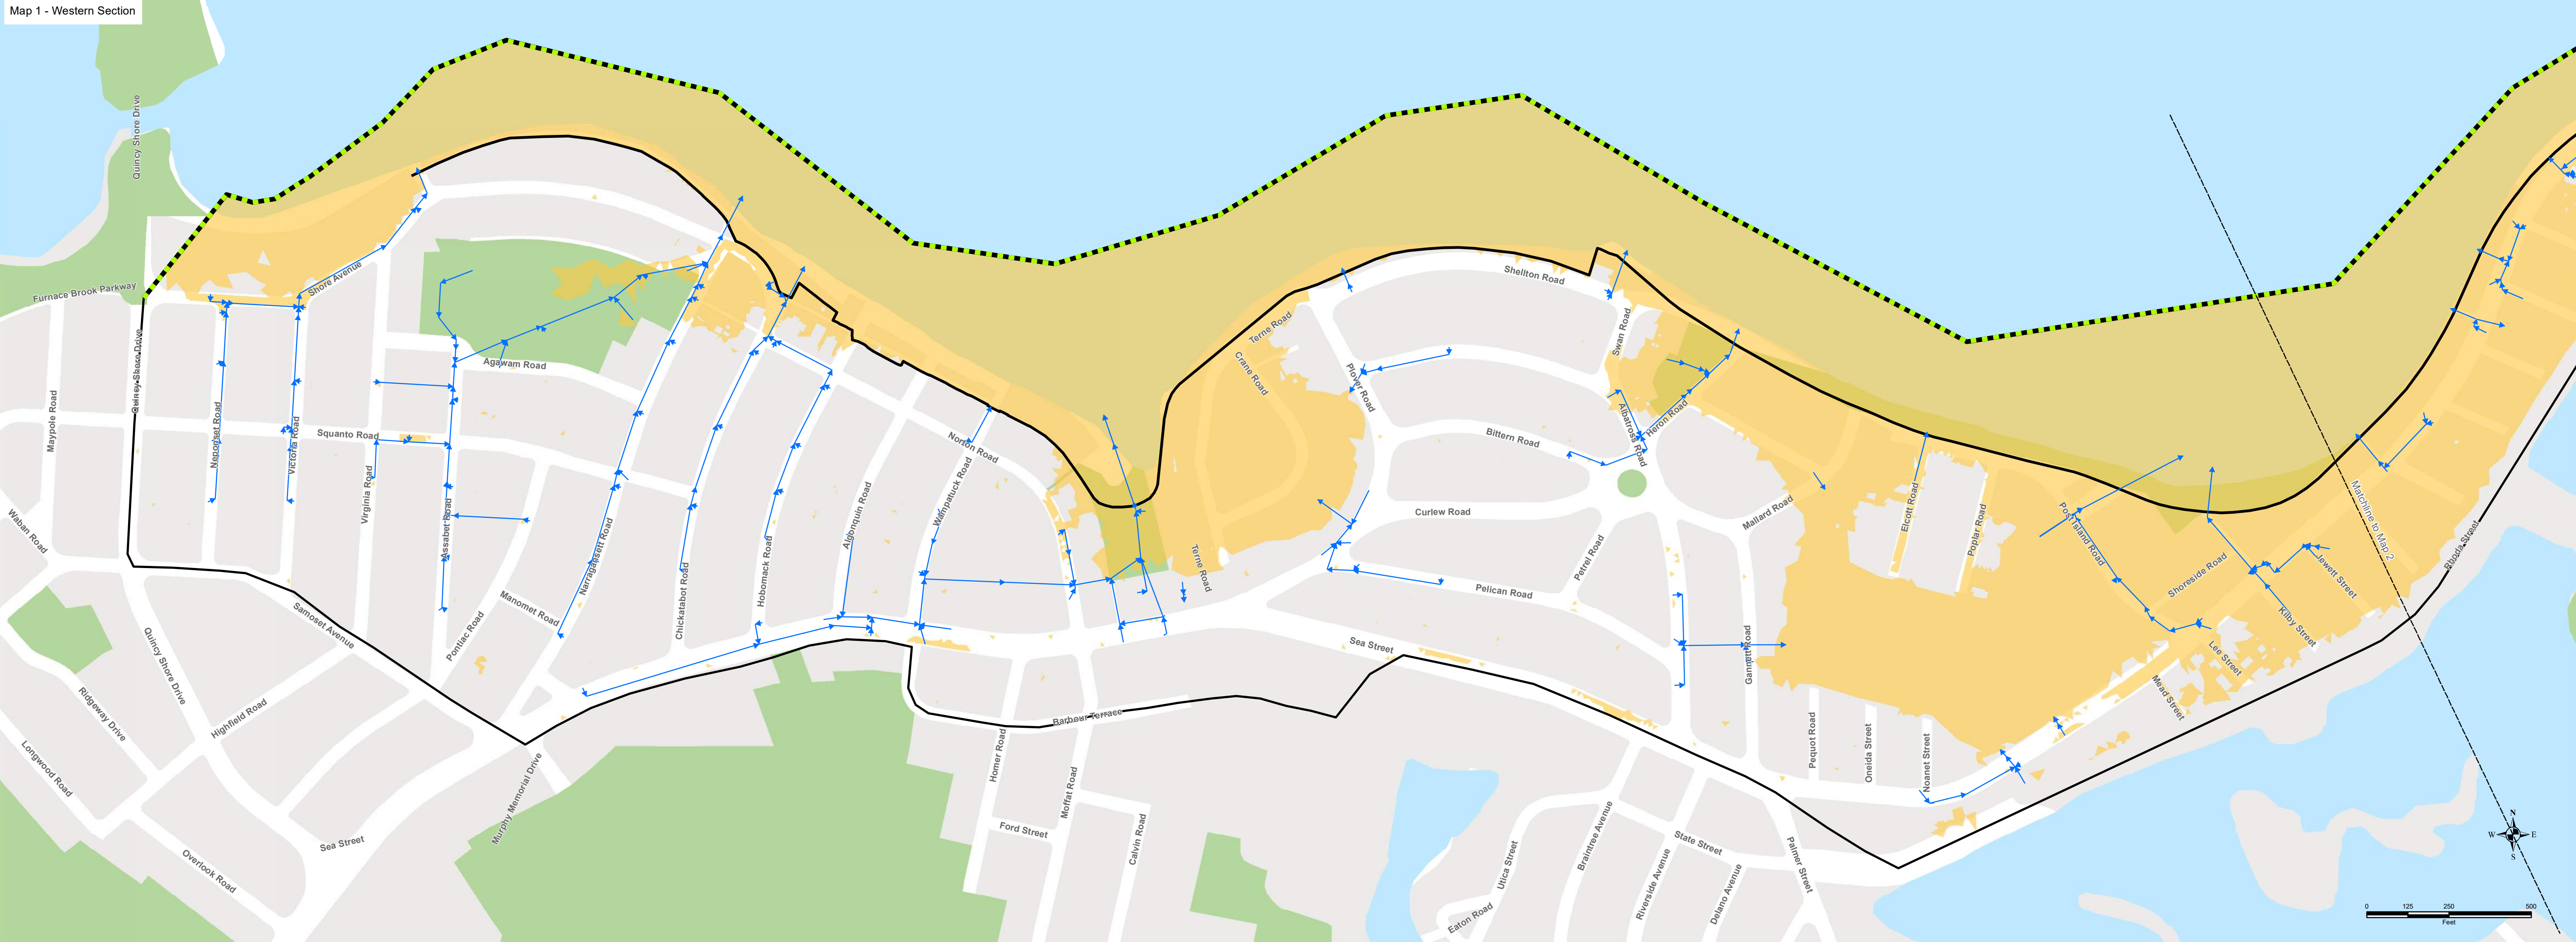 Map 1 - Western Section
Quincy Shore Drive
Furnace Brook Parkway
Shore Avenue
Quincy Shore Drive
Maypole Road
Neponset Road
Victoria Road
Squanto Road
Virginia Road
Assabet Road
Agawam Road
Waban Road
Samoset Avenue
Quincy Shore Drive
Ridgeway Drive
Highfield Road
Longwood Road
Overlook Road
Sea Street
Pontiac Road
Manomet Road
Narragansett Road
Murphy Memorial Drive
Chickatabot Road
Hobomack Road
Algonquin Road
Wampatuck Road
Norton Road
Homer Road
Barbour Terrace
Moffat Road
Ford Street
Calvin Road
Terne Road
Crane Road
Terne Road
Plover Road
Shellton Road
Swan Road
Albatross Road
Heron Road
Bittern Road
Curlew Road
Petrel Road
Pelican Road
Sea Street
Mallard Road
Gannett Road
Elcott Road
Poplar Road
Post Island Road
Shoreside Road
Jewett Street
Kilby Street
Lee Street
Mead Street
Pequot Road
Oneida Street
Noanet Street
Rhoda Street
Matchline to Map 2
Utica Street
Eaton Road
Braintree Avenue
Riverside Avenue
State Street
Delano Avenue
Palmer Street
N
W E
S
0 125 250 500
Feet